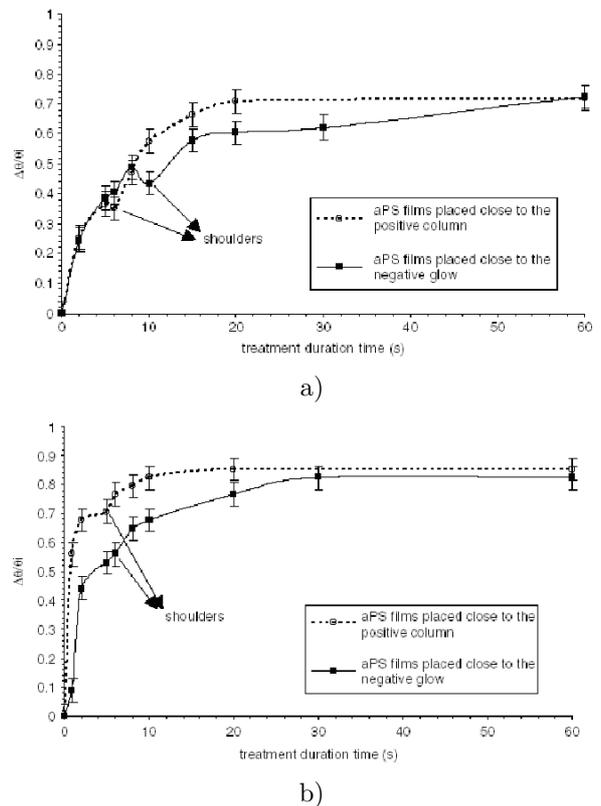 1
0.9
0.8
0.7
0.6
0.5
0.4
0.3
0.2
0.1
0
Δθ/θi
shoulders
aPS films placed close to the
positive column
aPS films placed close to the
negative glow
0 10 20 30 40 50 60
treatment duration time (s)
a)
1
0.9
0.8
0.7
0.6
0.5
0.4
0.3
0.2
0.1
0
Δθ/θi
shoulders
aPS films placed close to the
positive column
aPS films placed close to the
negative glow
0 10 20 30 40 50 60
treatment duration time (s)
b)